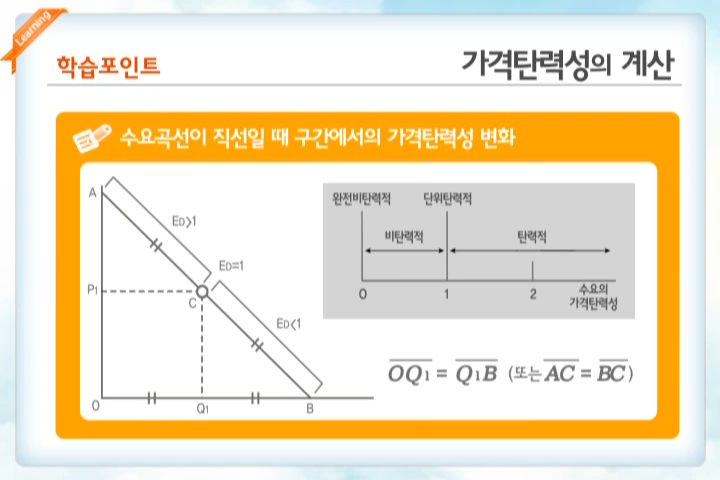 Learning
학습포인트
가격탄력성의 계산
수요곡선이 직선일 때 구간에서의 가격탄력성 변화
A
ED>1
ED=1
P1
C
ED<1
O
Q1
B
완전비탄력적 단위탄력적
비탄력적 탄력적
0 1 2 수요의
가격탄력성
OQ1 = Q1B (또는 AC = BC)